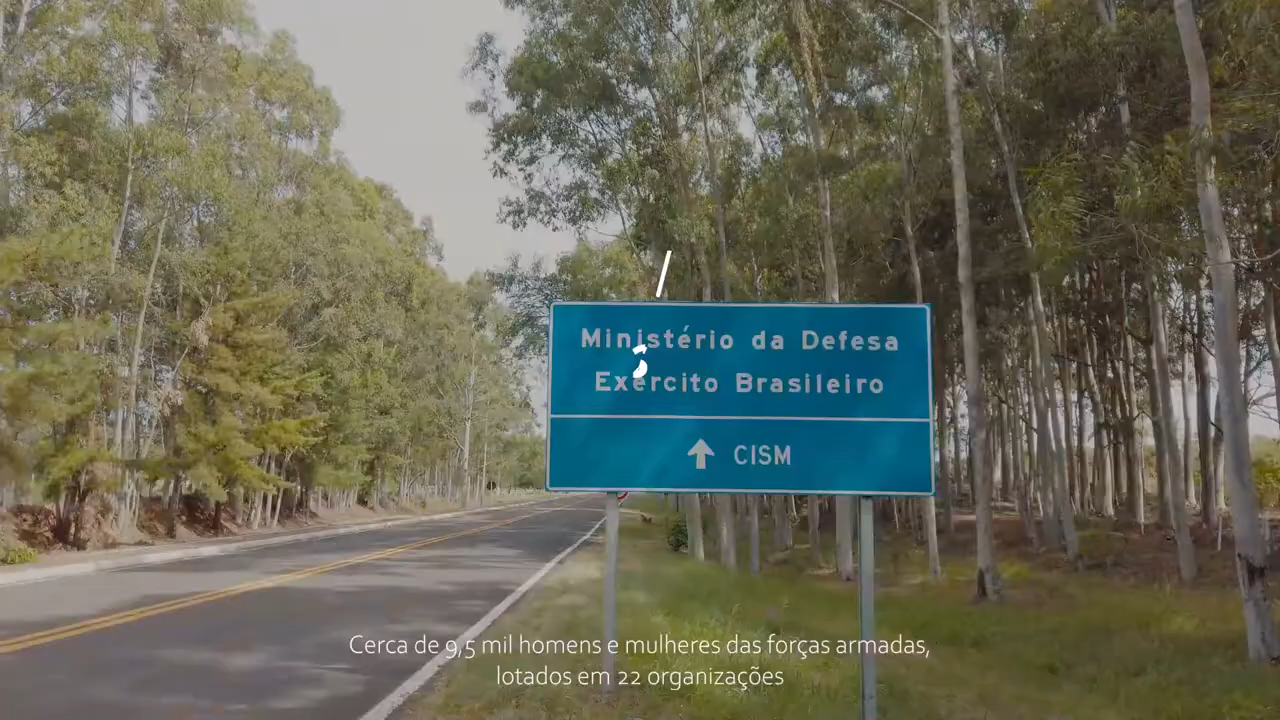 Ministério da Defesa
Exército Brasileiro
CISM
Cerca de 9,5 mil homens e mulheres das forças armadas,
lotados em 22 organizações